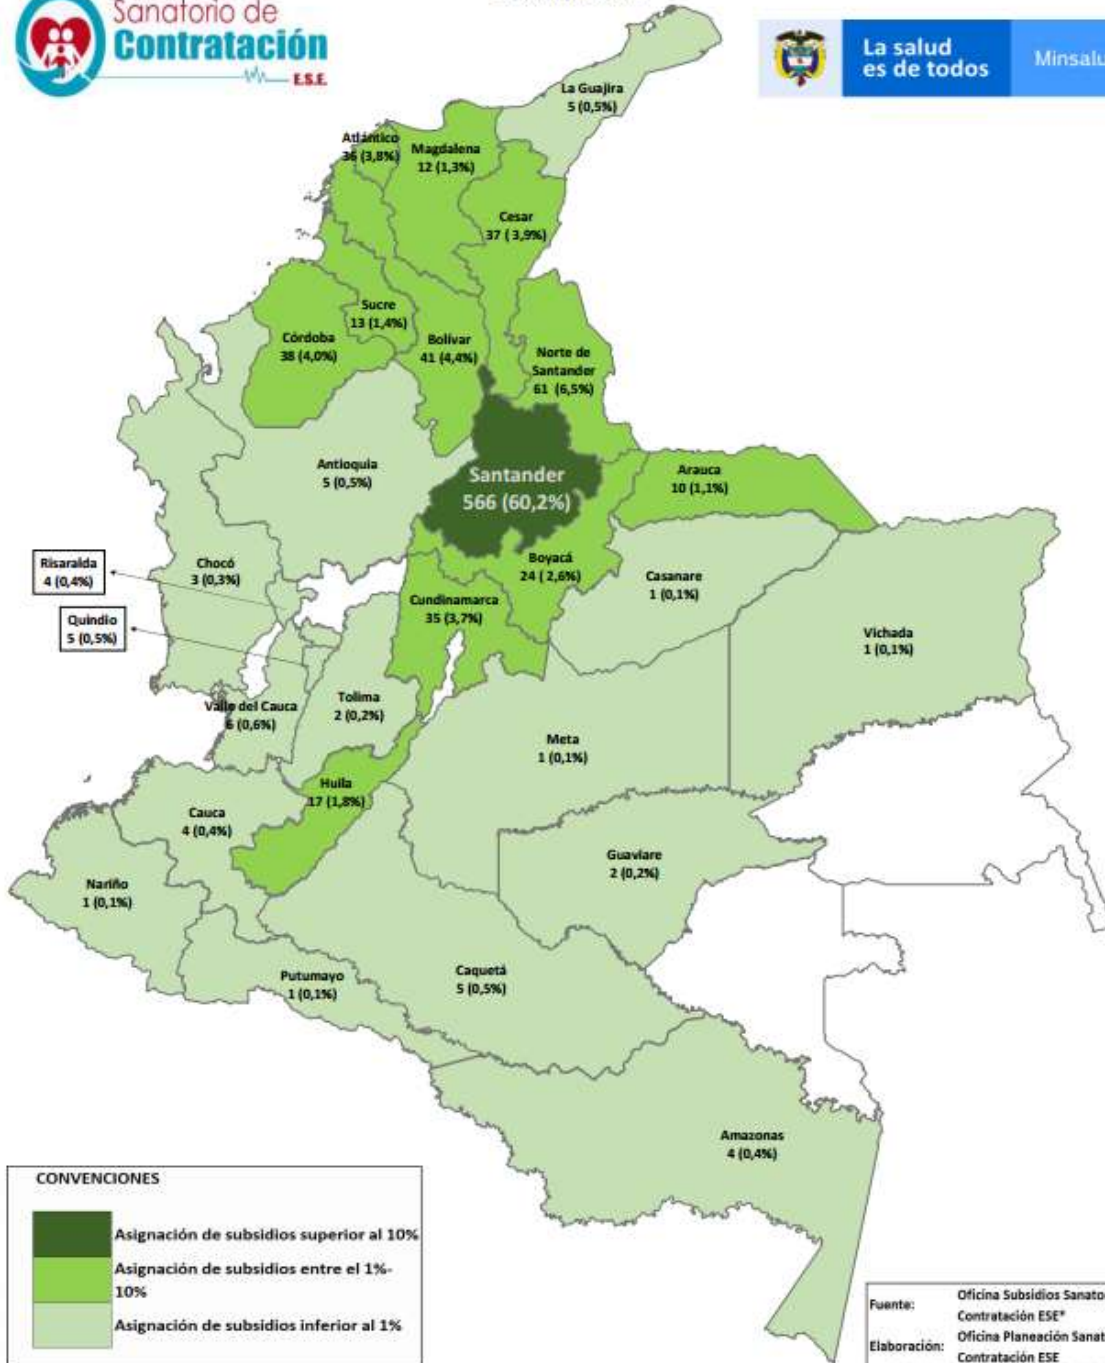 Sanatorio de
Contratación
E.S.E.
La salud
es de todos
La Guajira
5 (0,5%)
Atlántico
36 (3,8%)
Magdalena
12 (1,3%)
Cesar
37 ( 3,9%)
Sucre
13 (1,4%)
Córdoba
38 (4,0%)
Bolívar
41 (4,4%)
Norte de
Santander
61 (6,5%)
Antioquia
5 (0,5%)
Santander
566 (60,2%)
Arauca
10 (1,1%)
Risaralda
4 (0,4%)
Chocó
3 (0,3%)
Boyacá
24 ( 2,6%)
Casanare
1 (0,1%)
Cundinamarca
35 (3,7%)
Quindio
5 (0,5%)
Vichada
1 (0,1%)
Valle del Cauca
6 (0,6%)
Tolima
2 (0,2%)
Meta
1 (0,1%)
Huila
17 (1,8%)
Cauca
4 (0,4%)
Guaviare
2 (0,2%)
Nariño
1 (0,1%)
Putumayo
1 (0,1%)
Caquetá
5 (0,5%)
Amazonas
4 (0,4%)
CONVENCIONES
Asignación de subsidios superior al 10%
Asignación de subsidios entre el 1%-
10%
Asignación de subsidios inferior al 1%
Fuente:
Oficina Subsidios
Contratación ESE*
Elaboración:
Oficina Planeación
Contratación ESE